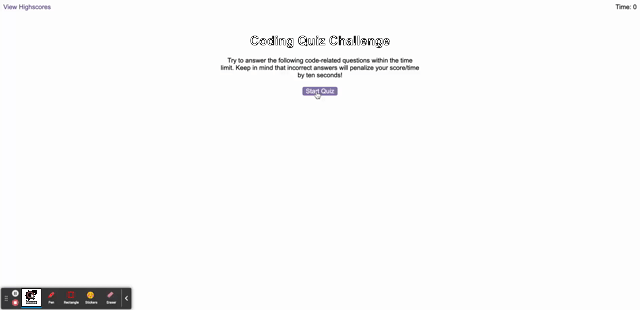 View Highscores
Time: 0
Coding Quiz Challenge
Try to answer the following code-related questions within the time
limit. Keep in mind that incorrect answers will penalize your score/time
by ten seconds!
Start Quiz
Pen
Rectangle
Stickers
Eraser